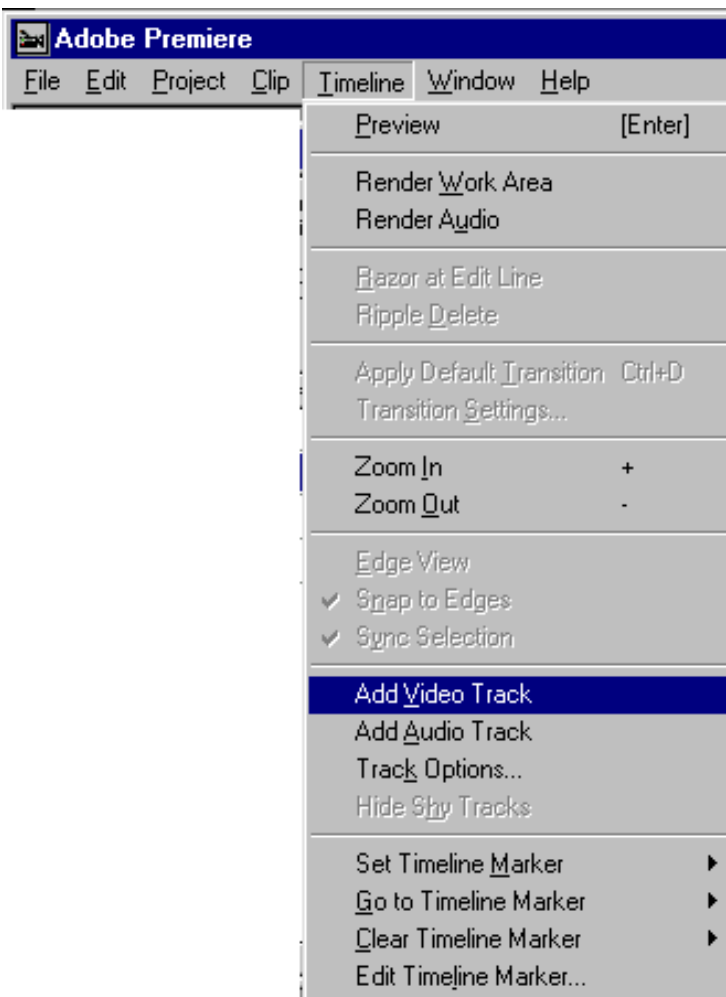 Adobe Premiere
File Edit Project Clip Timeline Window Help
Preview [Enter]
Render Work Area
Render Audio
Razor at Edit Line
Ripple Delete
Apply Default Transition Ctrl+D
Transition Settings...
Zoom In +
Zoom Out -
Edge View
Snap to Edges
Sync Selection
Add Video Track
Add Audio Track
Track Options...
Hide Shy Tracks
Set Timeline Marker
Go to Timeline Marker
Clear Timeline Marker
Edit Timeline Marker...